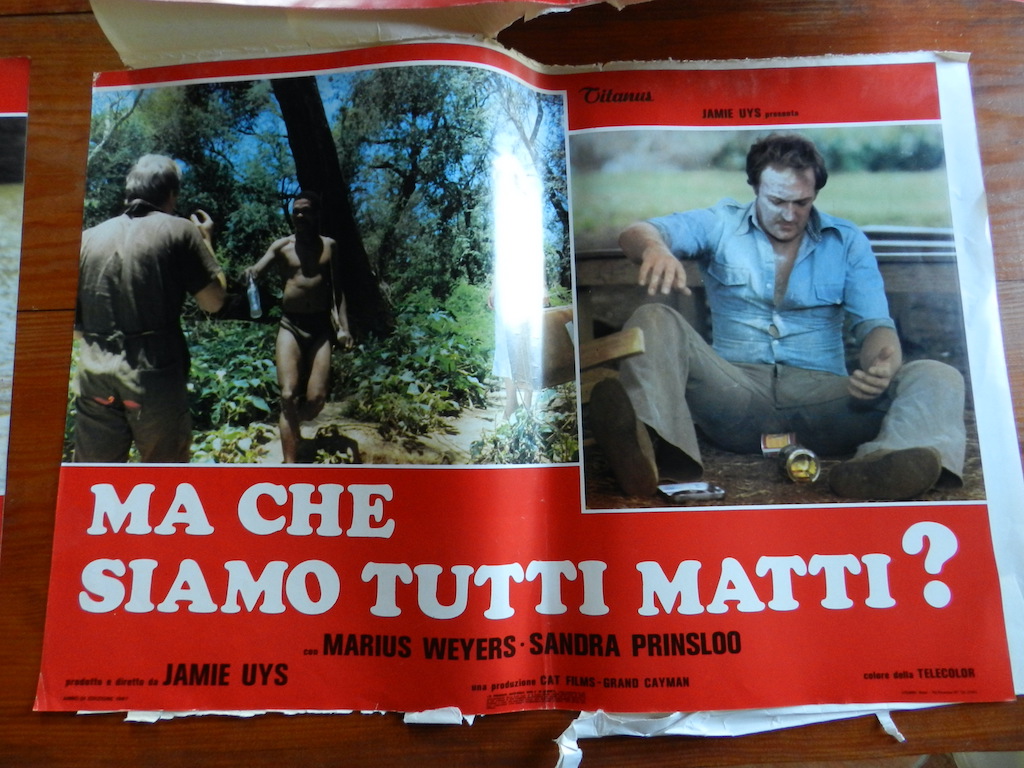 Titanus
JAMIE UYS presenta
MA CHE
SIAMO TUTTI MATTI?
con MARIUS WEYERS · SANDRA PRINSLOO
prodotto e diretto da JAMIE UYS
una produzione CAT FILMS - GRAND CAYMAN
colore della TELECOLOR